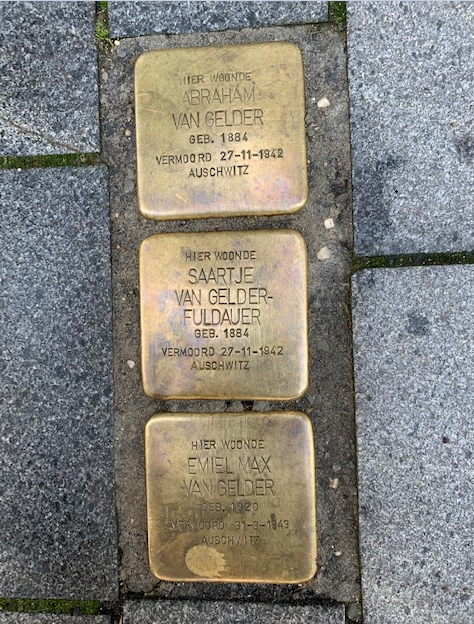 HIER WOONDE
ABRAHAM
VAN GELDER
GEB. 1884
VERMOORD 27-11-1942
AUSCHWITZ
HIER WOONDE
SAARTJE
VAN GELDER-
FULDAUER
GEB. 1884
VERMOORD 27-11-1942
AUSCHWITZ
HIER WOONDE
EMIEL MAX
VAN GELDER
GEB. 1920
VERMOORD 31-3-1943
AUSCHWITZ